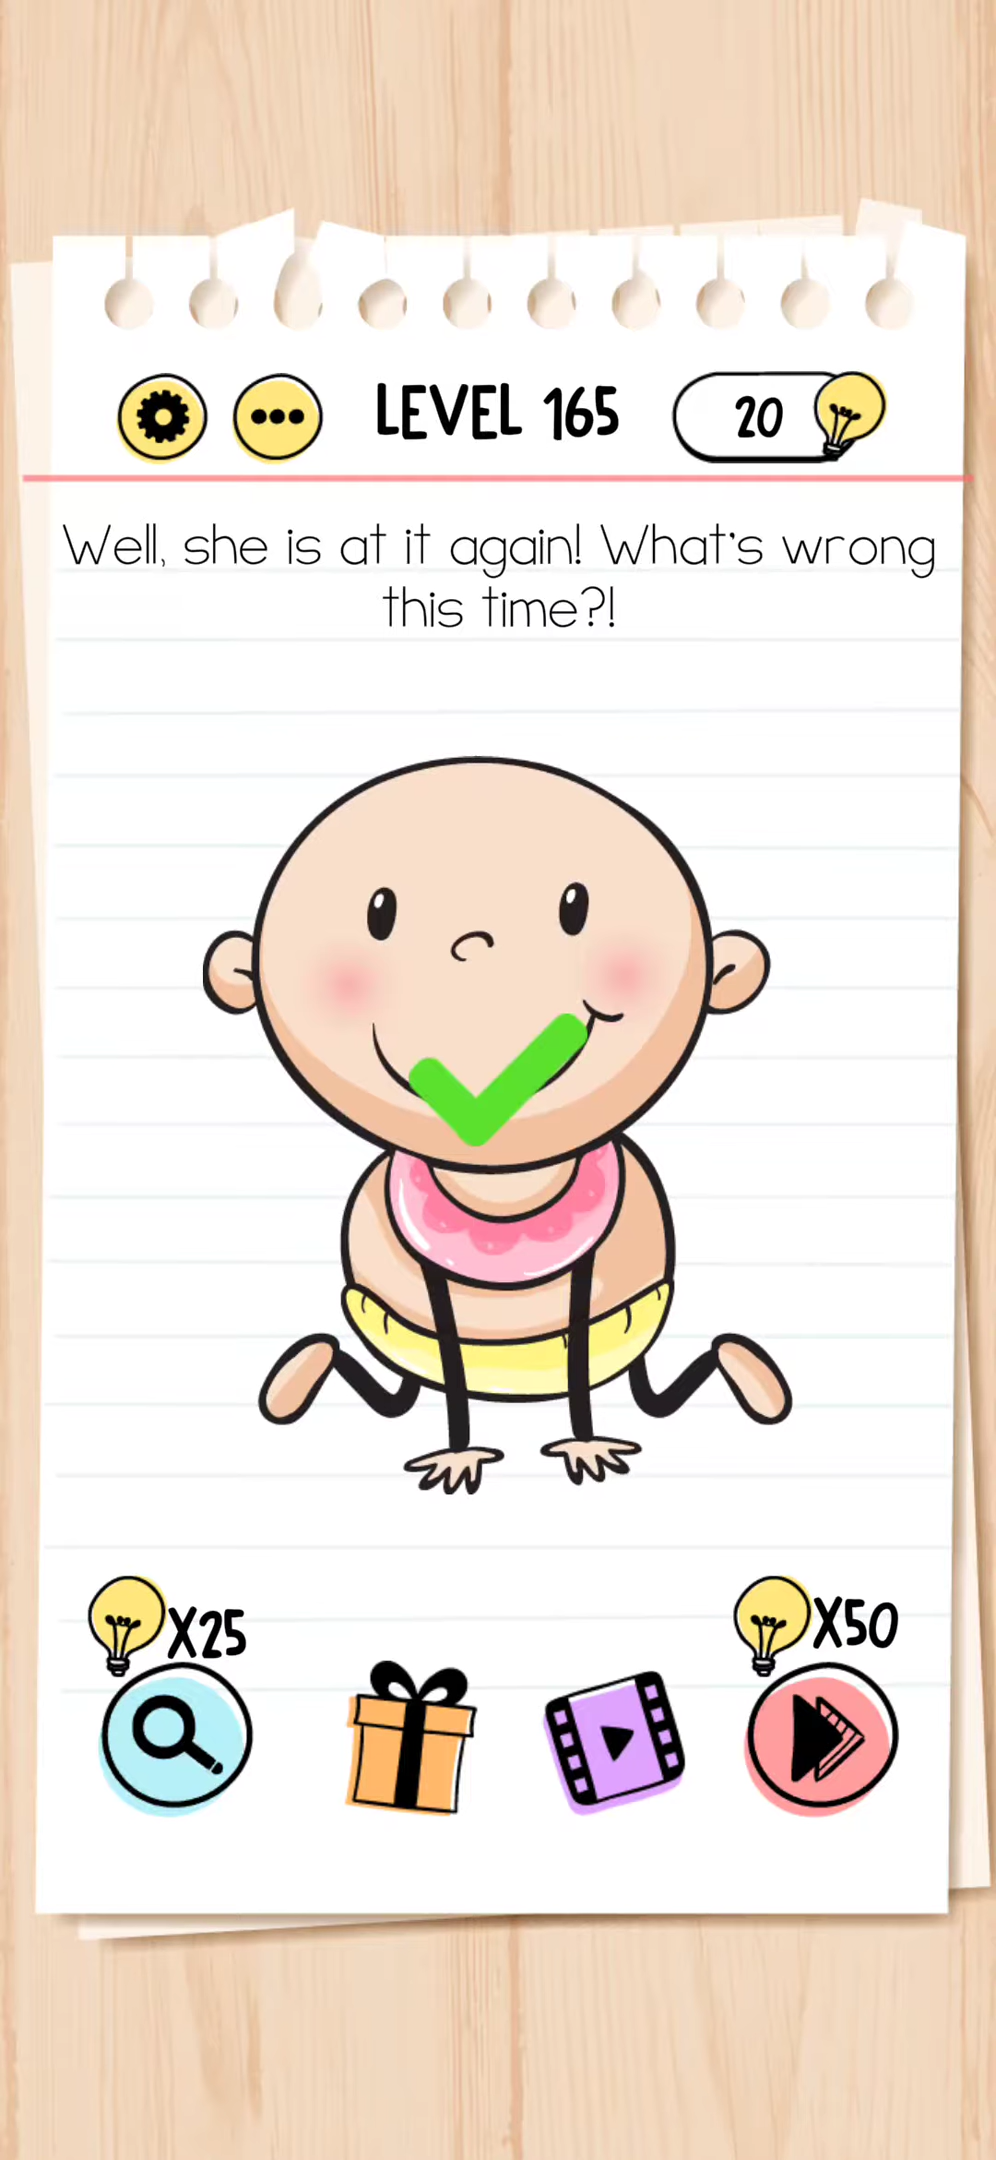 LEVEL 165
20
Well, she is at it again! What's wrong
this time?!
X25
X50